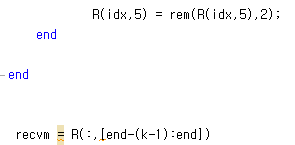 R(idx,5) = rem(R(idx,5),2);
end
end
recvm = R(:,[end-(k-1):end])